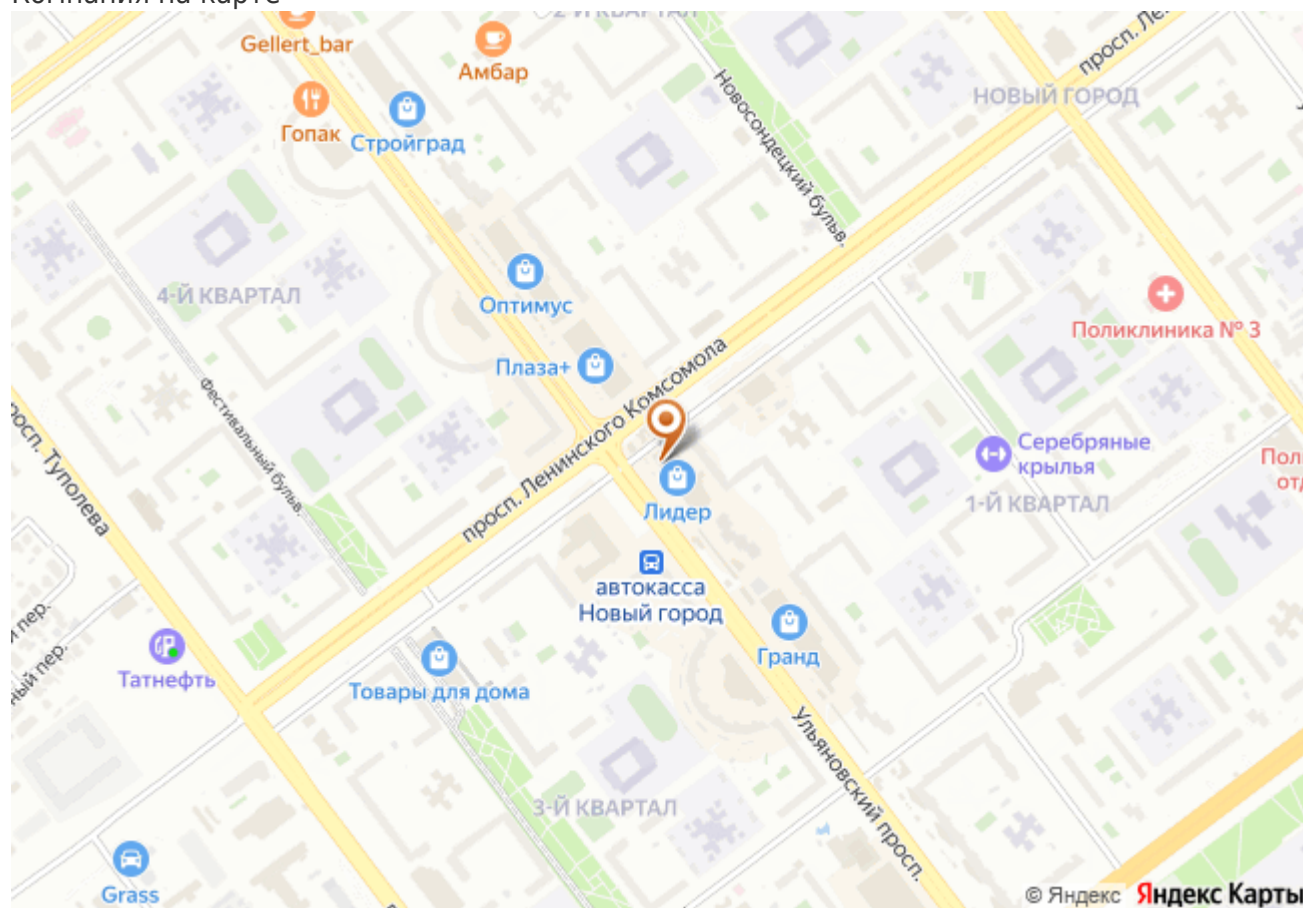 Компания на карте
2-Й КВАРТАЛ
Gellert_bar
Амбар
просп. Ле
НОВЫЙ ГОРОД
Гопак
Стройград
Новосондецкий бульв.
4-Й КВАРТАЛ
Оптимус
Поликлиника № 3
Плаза+
просп. Ленинского Комсомола
Фестивальный бульв.
просп. Туполева
Серебряные
крылья
1-Й КВАРТАЛ
Лидер
автокасса
Новый город
Гранд
пер.
пер.
Татнефть
Товары для дома
Ульяновский просп.
3-Й КВАРТАЛ
Grass
© Яндекс Яндекс Карты